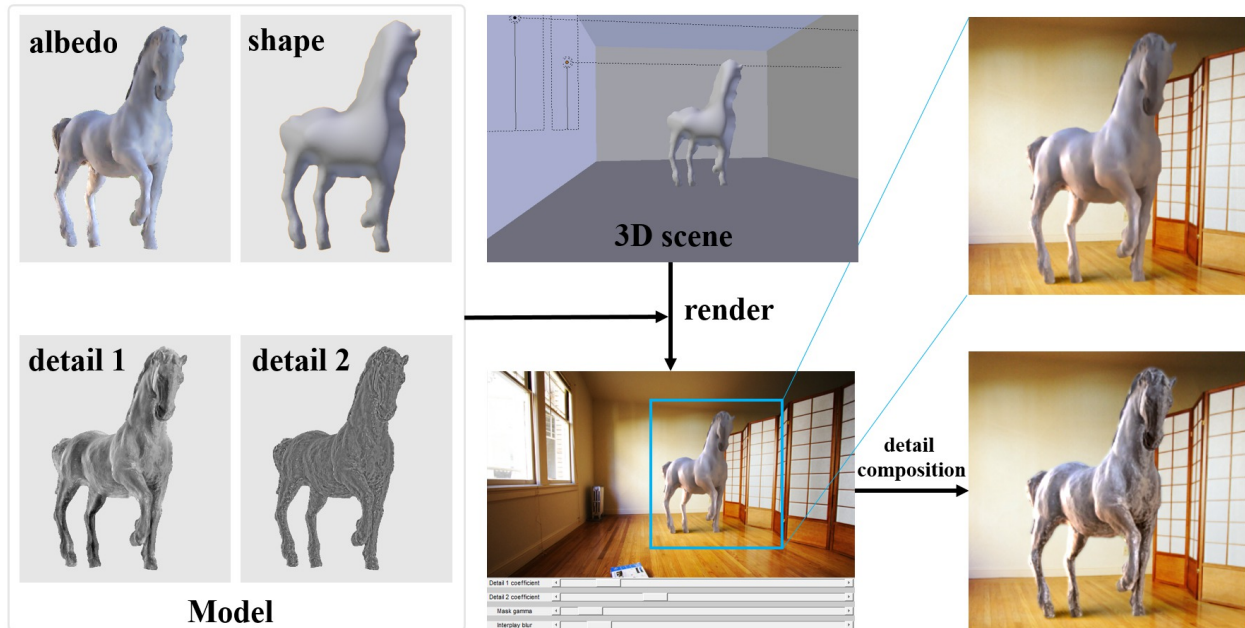 albedo
shape
3D scene
render
detail 1
detail 2
detail
composition
Model
Detail 1 coefficient
Detail 2 coefficient
Mask gamma
Interplay blur